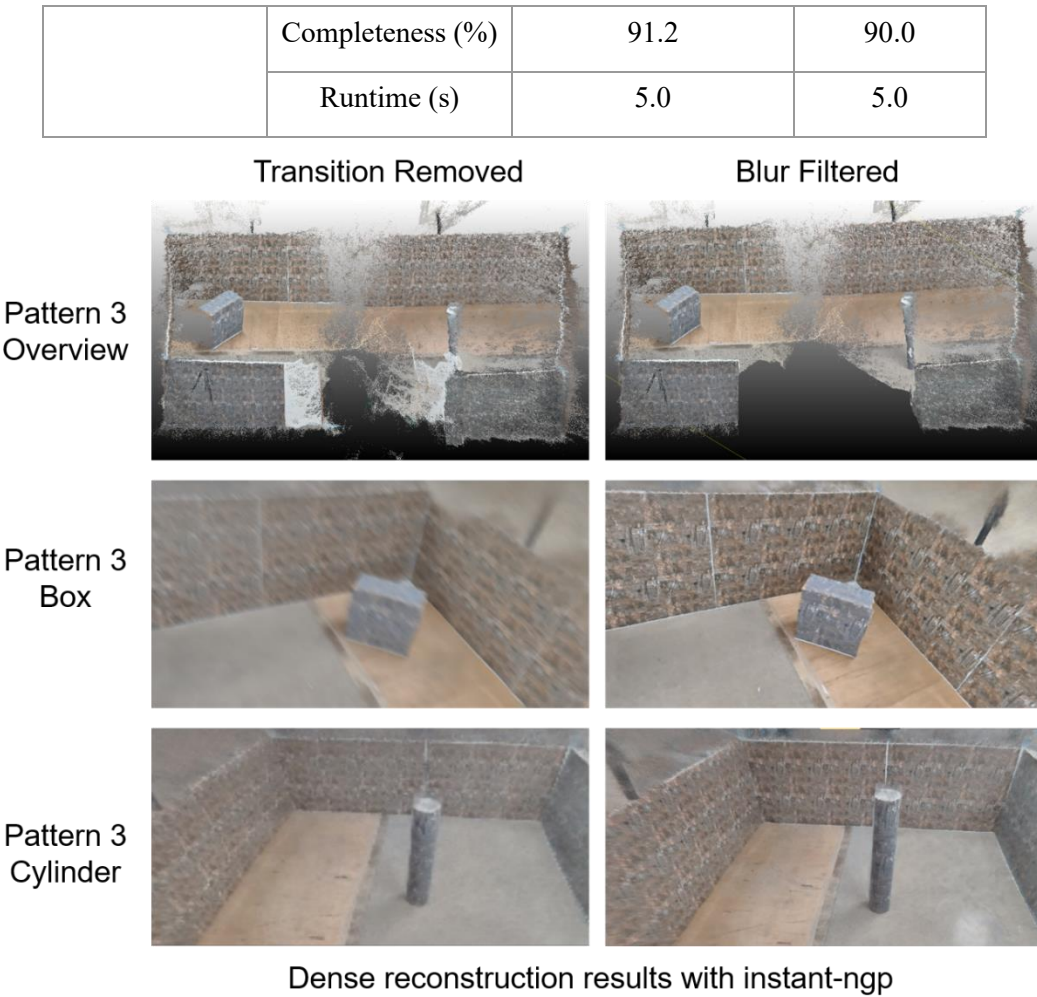 Completeness (%) 91.2 90.0
Runtime (s) 5.0 5.0
Transition Removed Blur Filtered
Pattern 3
Overview
Pattern 3
Box
Pattern 3
Cylinder
Dense reconstruction results with instant-ngp